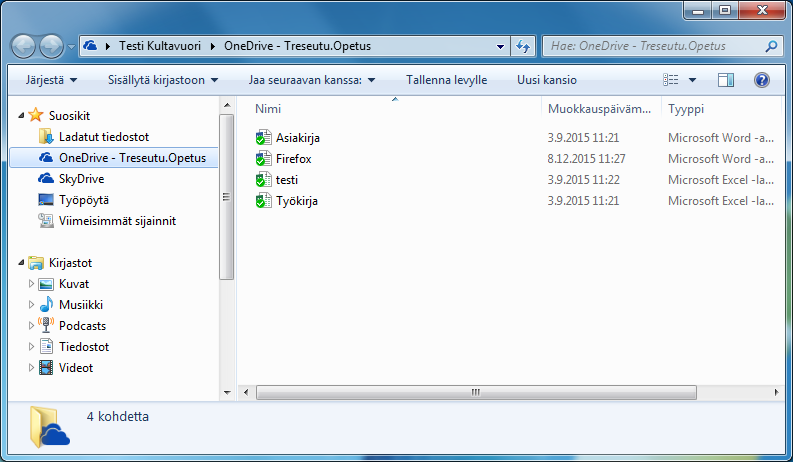 Testi Kultavuori OneDrive - Treseutu.Opetus
Hae: OneDrive - Treseutu.Opetus
Järjestä Sisällytä kirjastoon Jaa seuraavan kanssa: Tallenna levylle Uusi kansio
Suosikit
Ladatut tiedostot
OneDrive - Treseutu.Opetus
SkyDrive
Työpöytä
Viimeisimmät sijainnit
Kirjastot
Kuvat
Musiikki
Podcasts
Tiedostot
Videot
Nimi Muokkauspäiväm... Tyyppi
Asiakirja 3.9.2015 11:21 Microsoft Word -a...
Firefox 8.12.2015 11:27 Microsoft Word -a...
testi 3.9.2015 11:22 Microsoft Excel -la...
Työkirja 3.9.2015 11:21 Microsoft Excel -la...
4 kohdetta